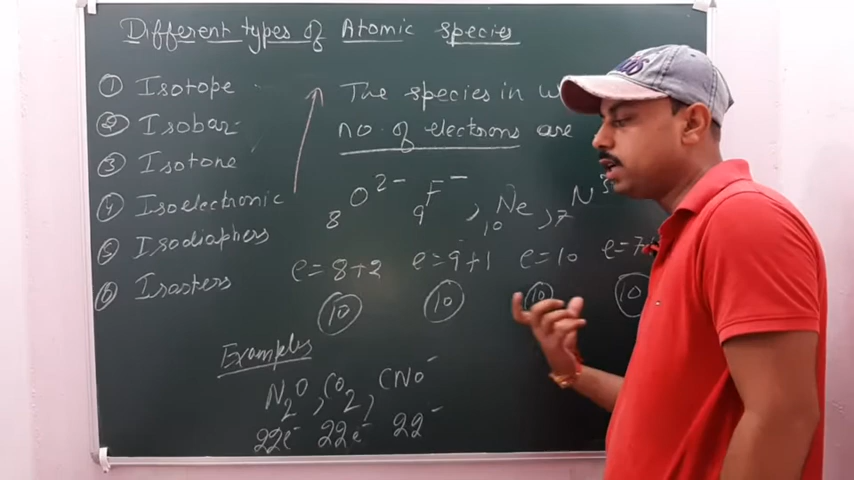 Different types of Atomic species
① Isotope
② Isobar
③ Isotone
④ Isoelectronic
⑤ Isodiaphers
⑥ Isosters
The species in W
no. of electrons are
₈O²⁻ ₉F⁻, ₁₀Ne, ₇N³
e=8+2 e=9+1 e=10 e=7+
⑩ ⑩ ⑩ ⑩
Examples
N₂O, CO₂, CNO⁻
22e⁻ 22e⁻ 22⁻